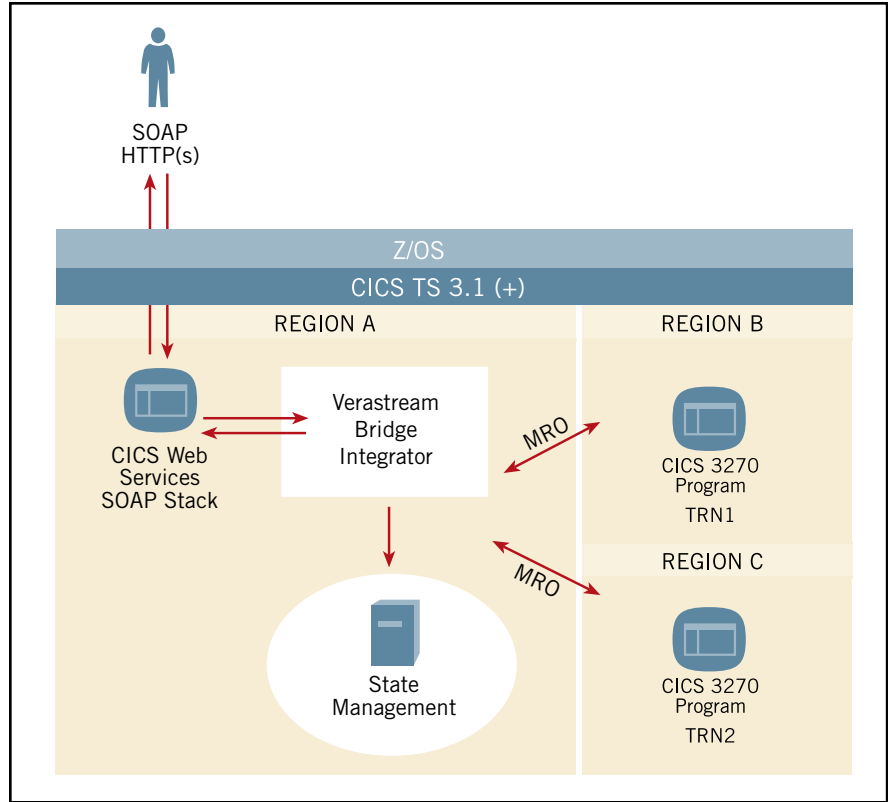 SOAP
HTTP(s)
Z/OS
CICS TS 3.1 (+)
REGION A
REGION B
Verastream
Bridge
Integrator
MRO
CICS Web
Services
SOAP Stack
CICS 3270
Program
TRN1
REGION C
MRO
State
Management
CICS 3270
Program
TRN2